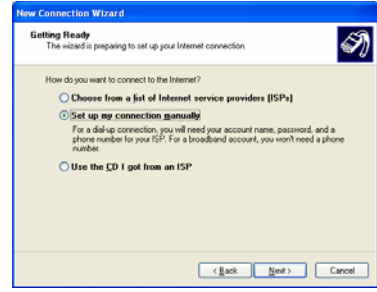 New Connection Wizard
Getting Ready
The wizard is preparing to set up your Internet connection.
How do you want to connect to the Internet?
Choose from a list of Internet service providers (ISPs)
Set up my connection manually
For a dial-up connection, you will need your account name, password, and a
phone number for your ISP. For a broadband account, you won't need a phone
number.
Use the CD I got from an ISP
< Back
Next >
Cancel